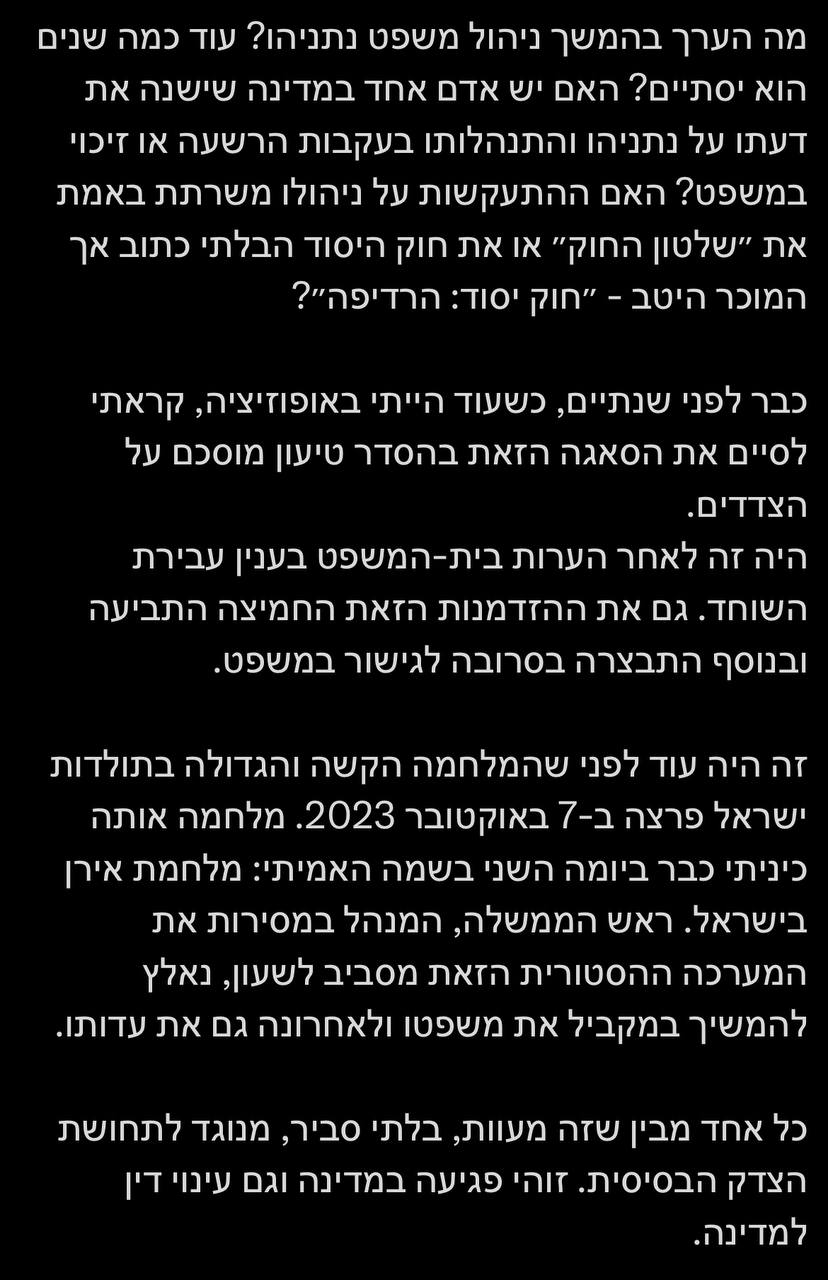 מה הערך בהמשך ניהול משפט נתניהו? עוד כמה שנים
הוא יסתיים? האם יש אדם אחד במדינה שישנה את
דעתו על נתניהו והתנהלותו בעקבות הרשעה או זיכוי
במשפט? האם ההתעקשות על ניהולו משרתת באמת
את ״שלטון החוק״ או את חוק היסוד הבלתי כתוב אך
המוכר היטב - ״חוק יסוד: הרדיפה״?
כבר לפני שנתיים, כשעוד הייתי באופוזיציה, קראתי
לסיים את הסאגה הזאת בהסדר טיעון מוסכם על
הצדדים.
היה זה לאחר הערות בית-המשפט בענין עבירת
השוחד. גם את ההזדמנות הזאת החמיצה התביעה
ובנוסף התבצרה בסרובה לגישור במשפט.
זה היה עוד לפני שהמלחמה הקשה והגדולה בתולדות
ישראל פרצה ב-7 באוקטובר 2023. מלחמה אותה
כיניתי כבר ביומה השני בשמה האמיתי: מלחמת אירן
בישראל. ראש הממשלה, המנהל במסירות את
המערכה ההסטורית הזאת מסביב לשעון, נאלץ
להמשיך במקביל את משפטו ולאחרונה גם את עדותו.
כל אחד מבין שזה מעוות, בלתי סביר, מנוגד לתחושת
הצדק הבסיסית. זוהי פגיעה במדינה וגם עינוי דין
למדינה.